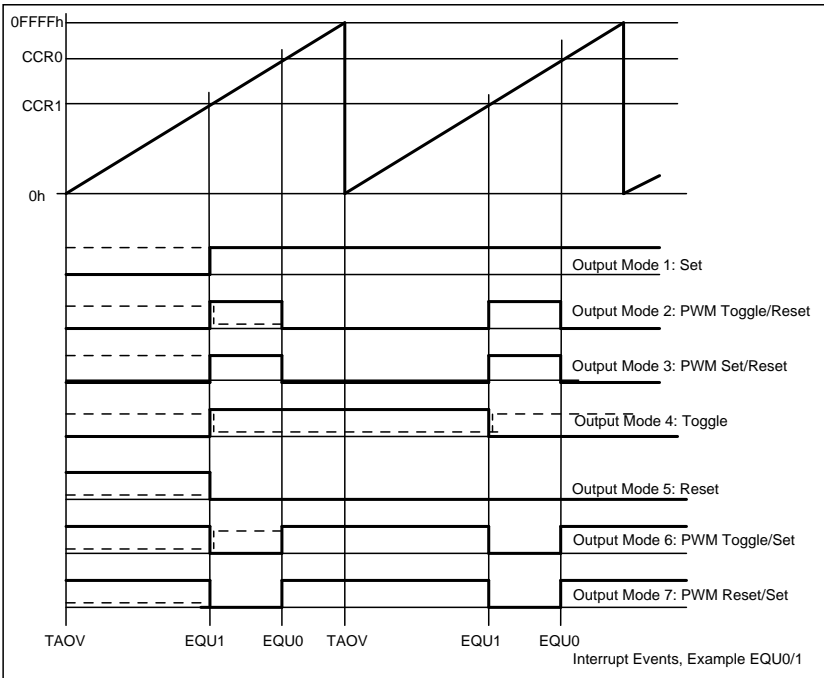 0FFFFh
CCR0
CCR1
0h
Output Mode 1: Set
Output Mode 2: PWM Toggle/Reset
Output Mode 3: PWM Set/Reset
Output Mode 4: Toggle
Output Mode 5: Reset
Output Mode 6: PWM Toggle/Set
Output Mode 7: PWM Reset/Set
TAOV EQU1 EQU0 TAOV EQU1 EQU0
Interrupt Events, Example EQU0/1